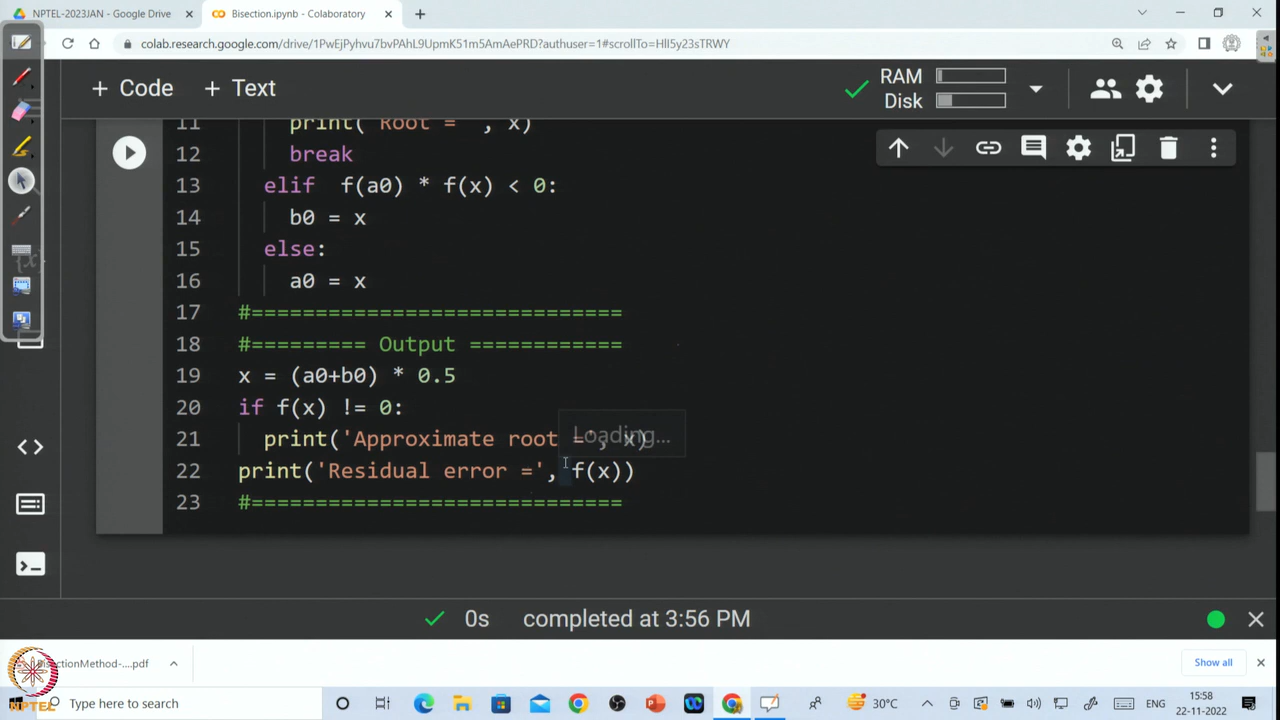 NPTEL-2023JAN - Google Drive
Bisection.ipynb - Colaboratory
colab.research.google.com/drive/1PwEjPyhvu7bvPAhL9UpmK51m5AmAePRD?authuser=1#scrollTo=HlI5y23sTRWY
+ Code + Text
RAM
Disk
11 print( Root = , x)
12 break
13 elif f(a0) * f(x) < 0:
14 b0 = x
15 else:
16 a0 = x
17 #=============================
18 #========= Output ============
19 x = (a0+b0) * 0.5
20 if f(x) != 0:
21 print('Approximate root =', x)
Loading...
22 print('Residual error =', f(x))
23 #=============================
0s completed at 3:56 PM
BisectionMethod-....pdf
Show all
NPTEL
Type here to search
30°C
ENG
15:58
22-11-2022